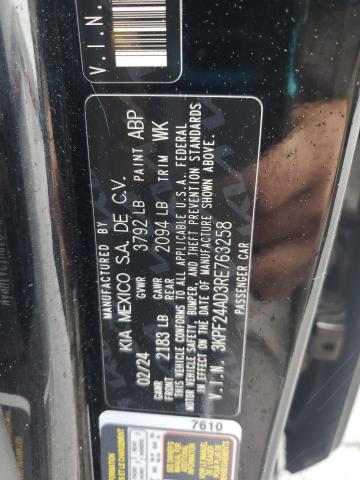 V.I.N.
MANUFACTURED BY
KIA MEXICO S.A. DE C.V.
02/24 GVWR 3792 LB PAINT ABP
GAWR FRONT 2183 LB GAWR REAR 2094 LB TRIM WK
THIS VEHICLE CONFORMS TO ALL APPLICABLE U.S.A. FEDERAL
MOTOR VEHICLE SAFETY, BUMPER, AND THEFT PREVENTION STANDARDS
IN EFFECT ON THE DATE OF MANUFACTURE SHOWN ABOVE.
V.I.N. 3KPF24AD3RE763258
PASSENGER CAR
7610